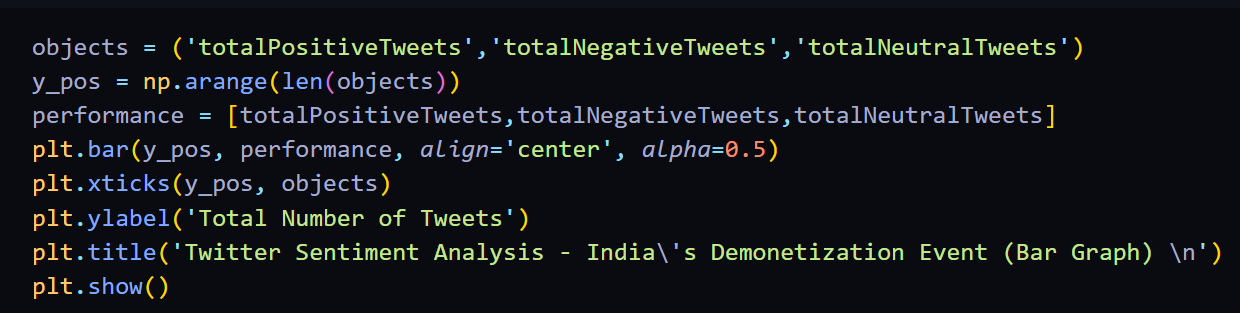 objects = ('totalPositiveTweets','totalNegativeTweets','totalNeutralTweets')
y_pos = np.arange(len(objects))
performance = [totalPositiveTweets,totalNegativeTweets,totalNeutralTweets]
plt.bar(y_pos, performance, align='center', alpha=0.5)
plt.xticks(y_pos, objects)
plt.ylabel('Total Number of Tweets')
plt.title('Twitter Sentiment Analysis - India\'s Demonetization Event (Bar Graph) \n')
plt.show()